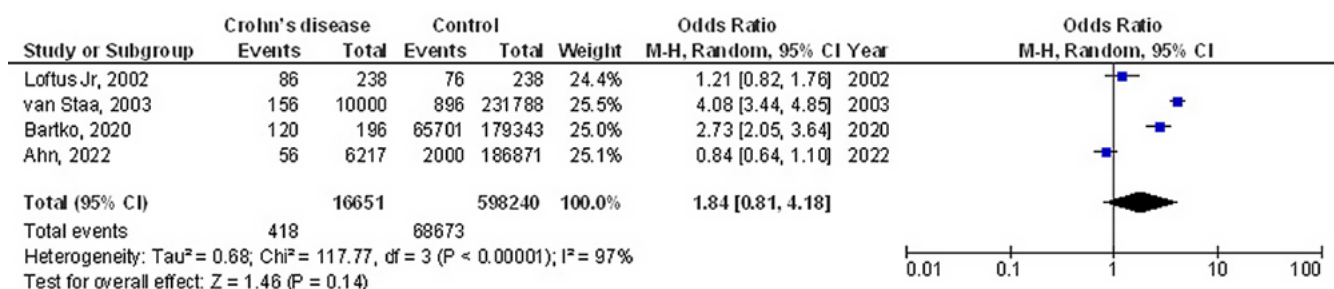 Crohn's disease Control Odds Ratio Odds Ratio
Study or Subgroup Events Total Events Total Weight M-H, Random, 95% CI Year M-H, Random, 95% CI
Loftus Jr, 2002 86 238 76 238 24.4% 1.21 [0.82, 1.76] 2002
van Staa, 2003 156 10000 896 231788 25.5% 4.08 [3.44, 4.85] 2003
Bartko, 2020 120 196 65701 179343 25.0% 2.73 [2.05, 3.64] 2020
Ahn, 2022 56 6217 2000 186871 25.1% 0.84 [0.64, 1.10] 2022
Total (95% CI) 16651 598240 100.0% 1.84 [0.81, 4.18]
Total events 418 68673
Heterogeneity: Tau² = 0.68; Chi² = 117.77, df = 3 (P < 0.00001); I² = 97%
Test for overall effect: Z = 1.46 (P = 0.14)
0.01 0.1 1 10 100